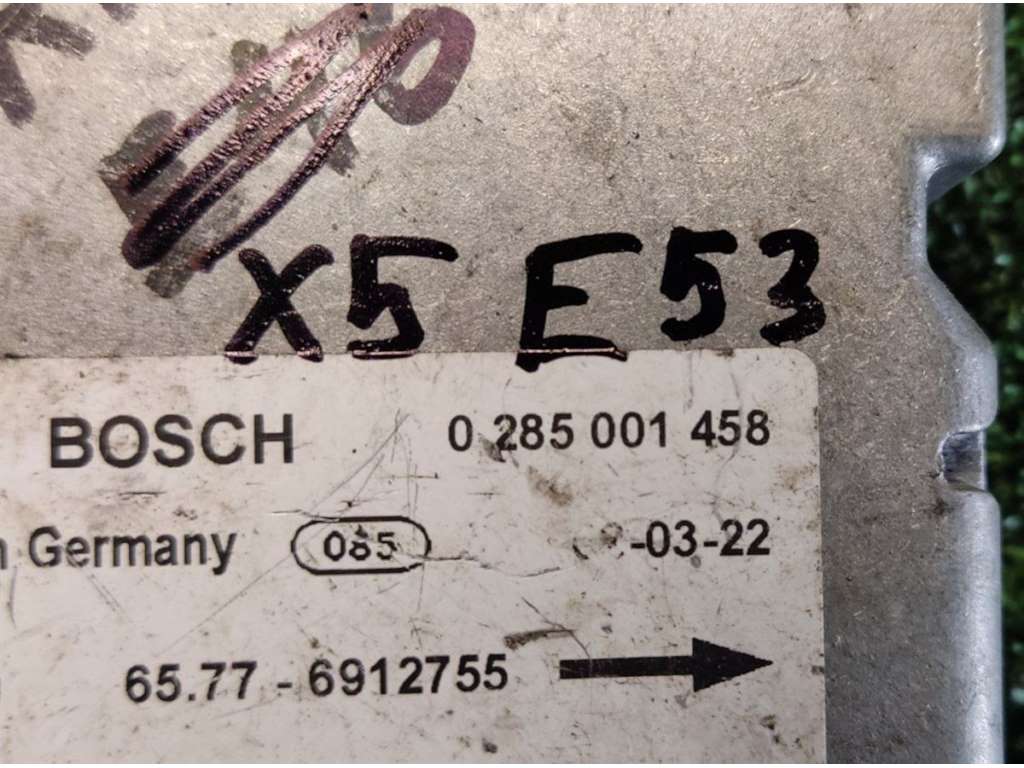 X5 E53
BOSCH 0 285 001 458
Germany 085 -03-22
65.77 - 6912755